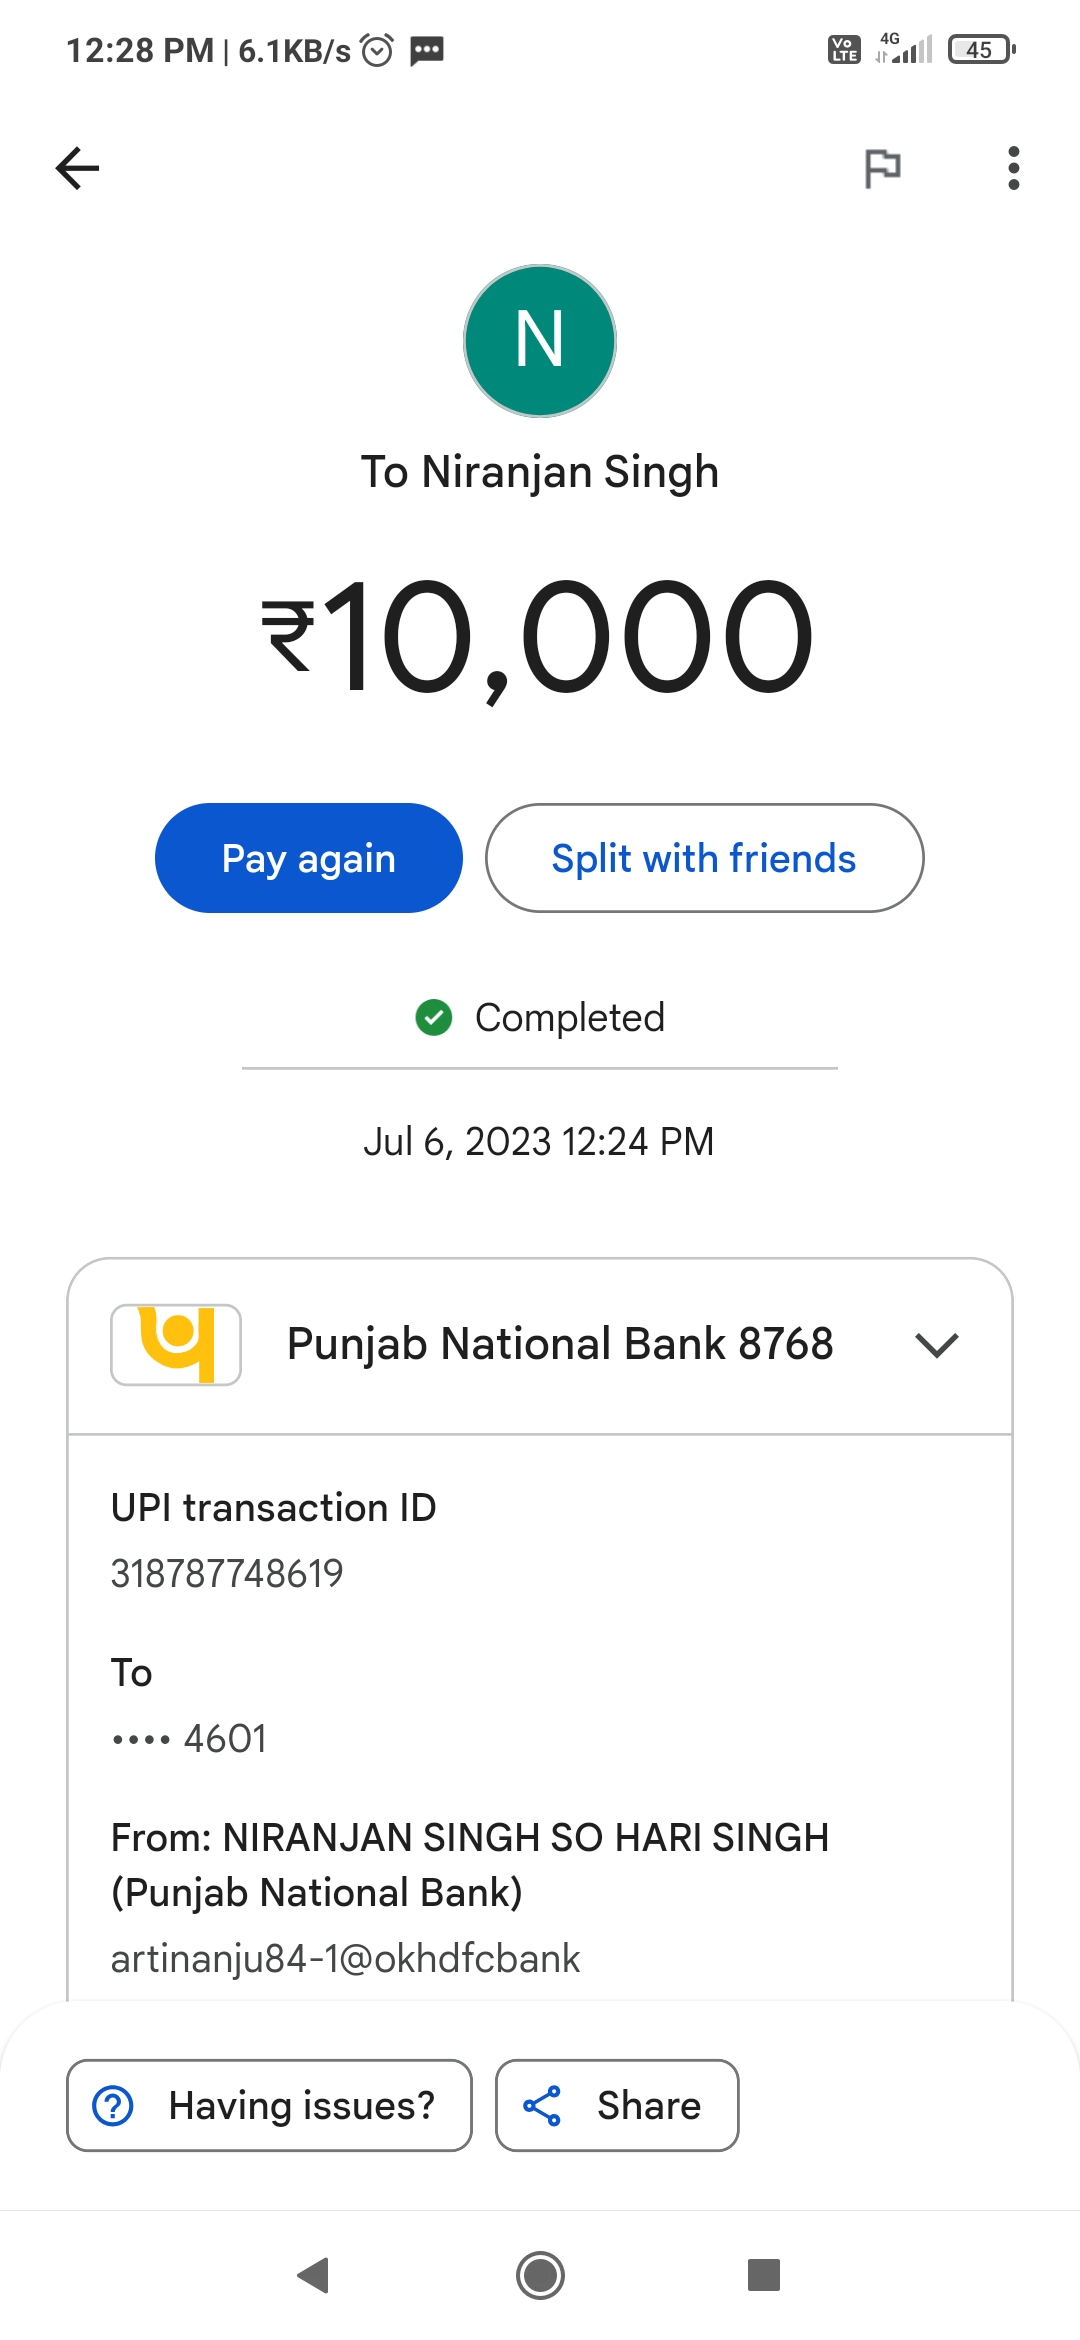 12:28 PM | 6.1KB/s
Vo LTE 4G 45
N
To Niranjan Singh
₹10,000
Pay again Split with friends
Completed
Jul 6, 2023 12:24 PM
Punjab National Bank 8768
UPI transaction ID
318787748619
To
•••• 4601
From: NIRANJAN SINGH SO HARI SINGH
(Punjab National Bank)
artinanju84-1@okhdfcbank
Having issues? Share